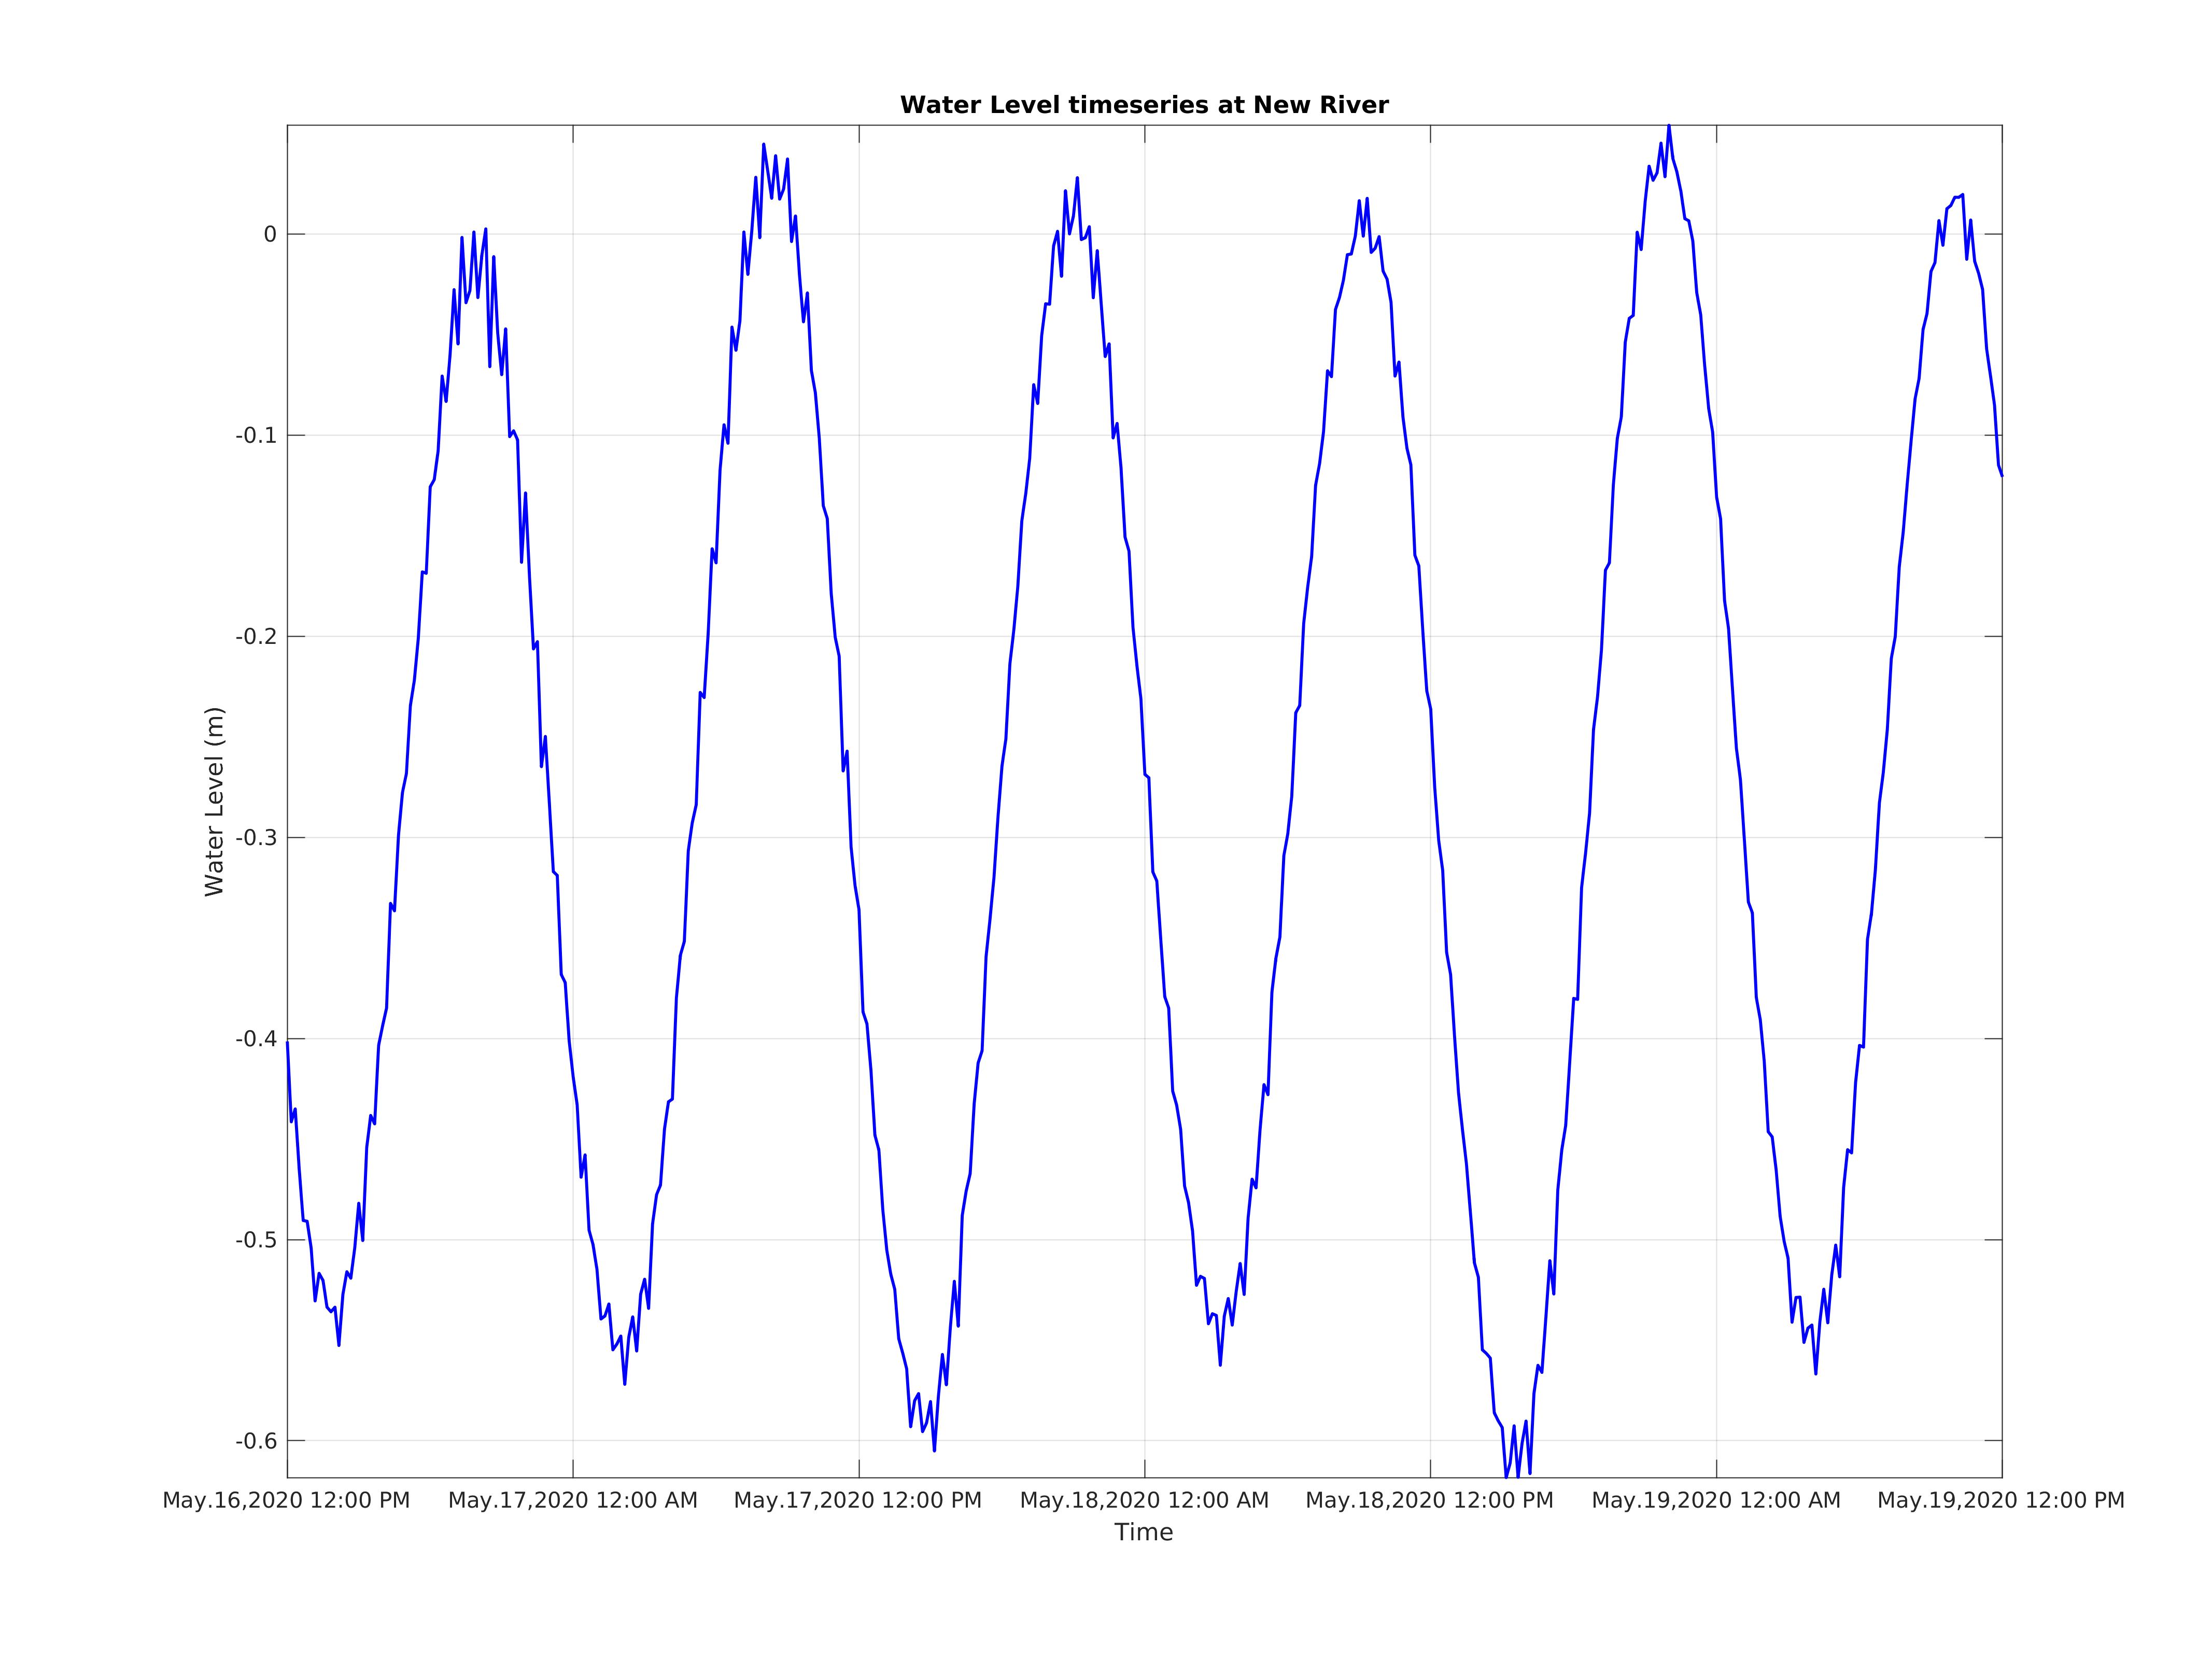 Water Level timeseries at New River
0
-0.1
-0.2
-0.3
-0.4
-0.5
-0.6
Water Level (m)
May.16,2020 12:00 PM May.17,2020 12:00 AM May.17,2020 12:00 PM May.18,2020 12:00 AM May.18,2020 12:00 PM May.19,2020 12:00 AM May.19,2020 12:00 PM
Time